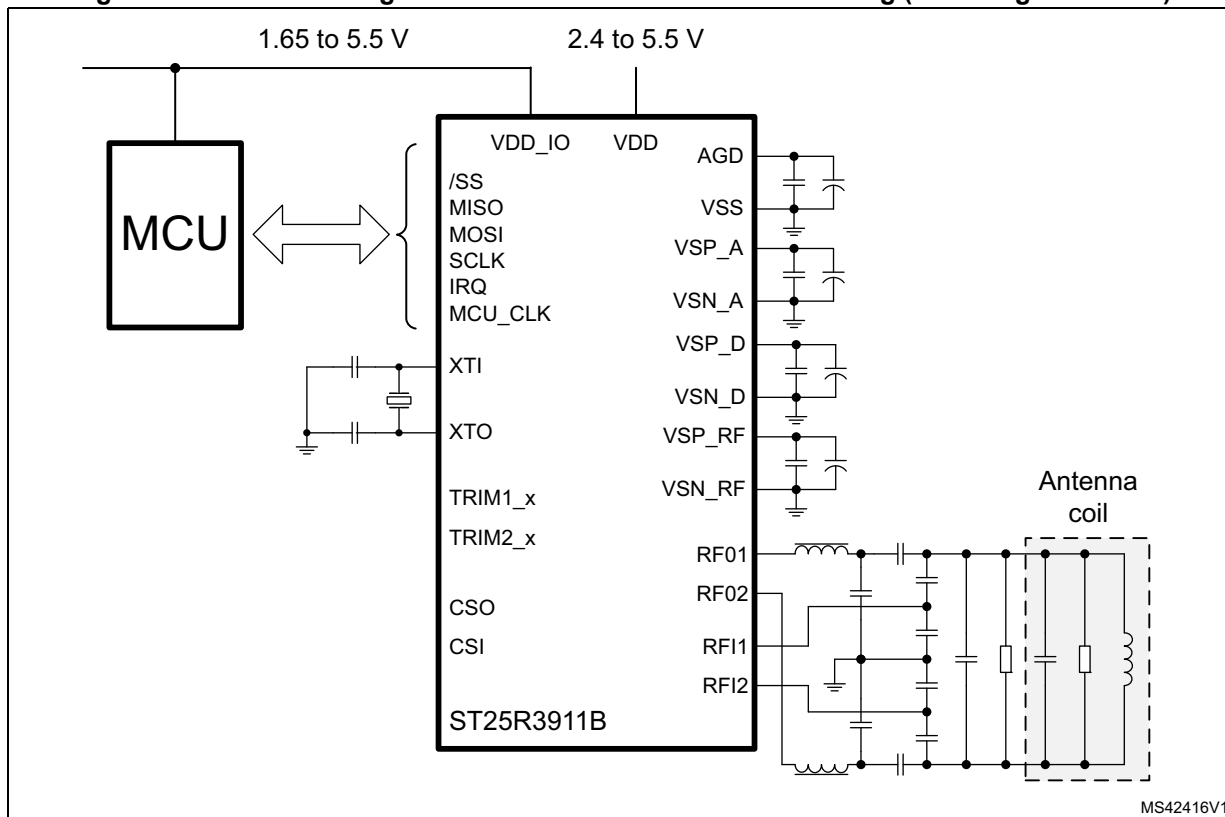 1.65 to 5.5 V
2.4 to 5.5 V
VDD_IO
VDD
MCU
/SS
MISO
MOSI
SCLK
IRQ
MCU_CLK
XTI
XTO
TRIM1_x
TRIM2_x
CSO
CSI
ST25R3911B
AGD
VSS
VSP_A
VSN_A
VSP_D
VSN_D
VSP_RF
VSN_RF
RF01
RF02
RFI1
RFI2
Antenna
coil
MS42416V1